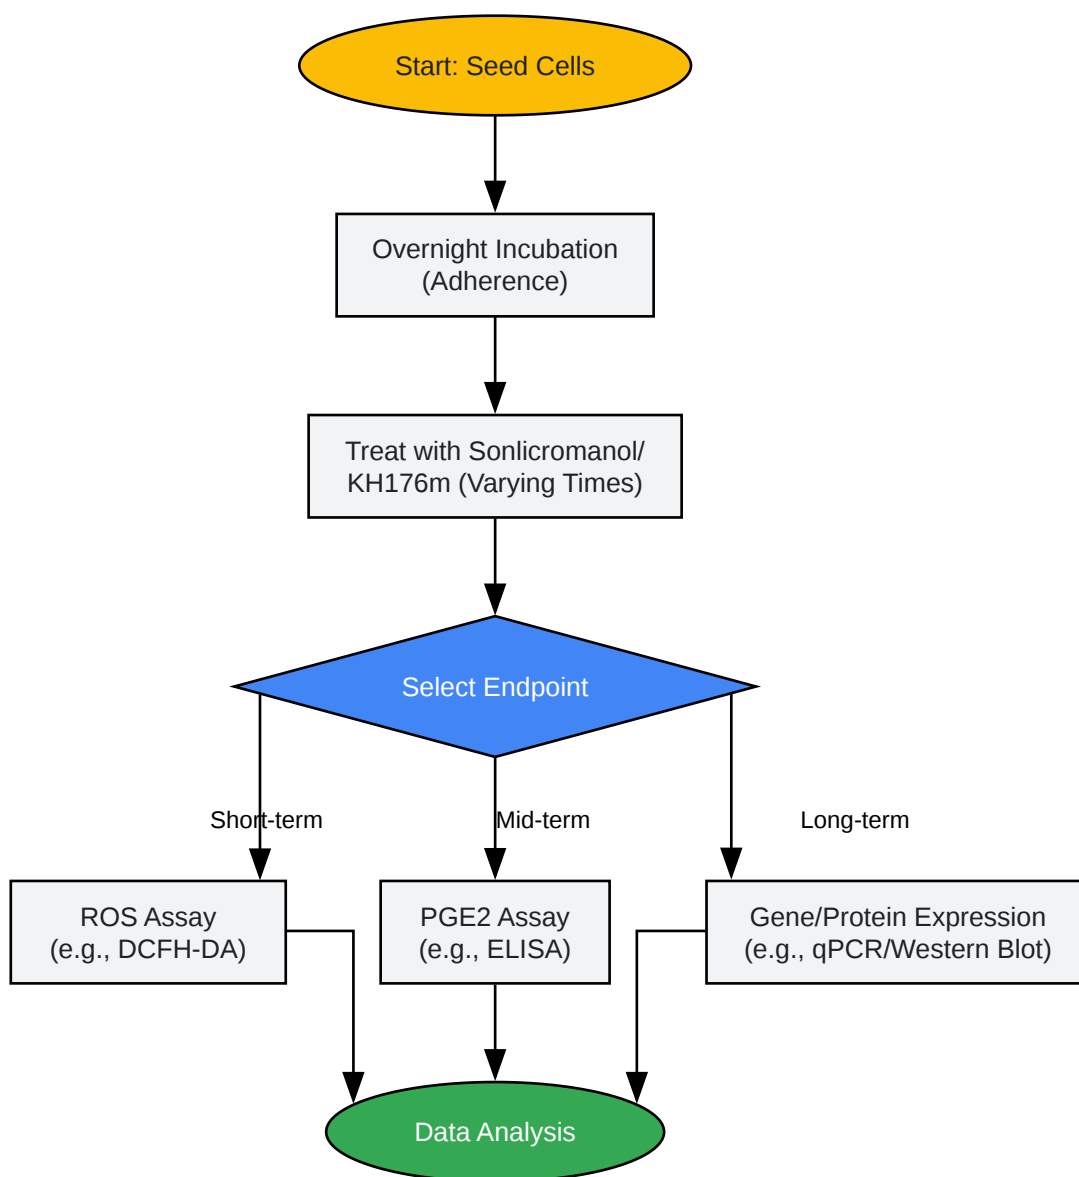 Start: Seed Cells
Overnight Incubation
(Adherence)
Treat with Sonlicromanol/
KH176m (Varying Times)
Select Endpoint
Short-term
Mid-term
Long-term
ROS Assay
(e.g., DCFH-DA)
PGE2 Assay
(e.g., ELISA)
Gene/Protein Expression
(e.g., qPCR/Western Blot)
Data Analysis